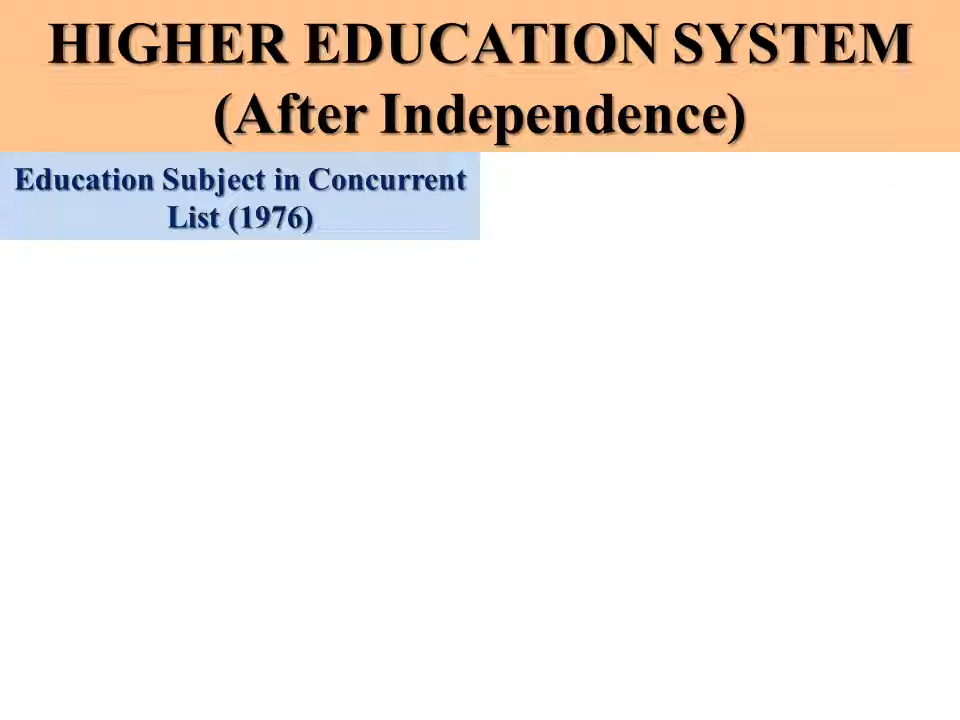 HIGHER EDUCATION SYSTEM
(After Independence)
Education Subject in Concurrent
List (1976)